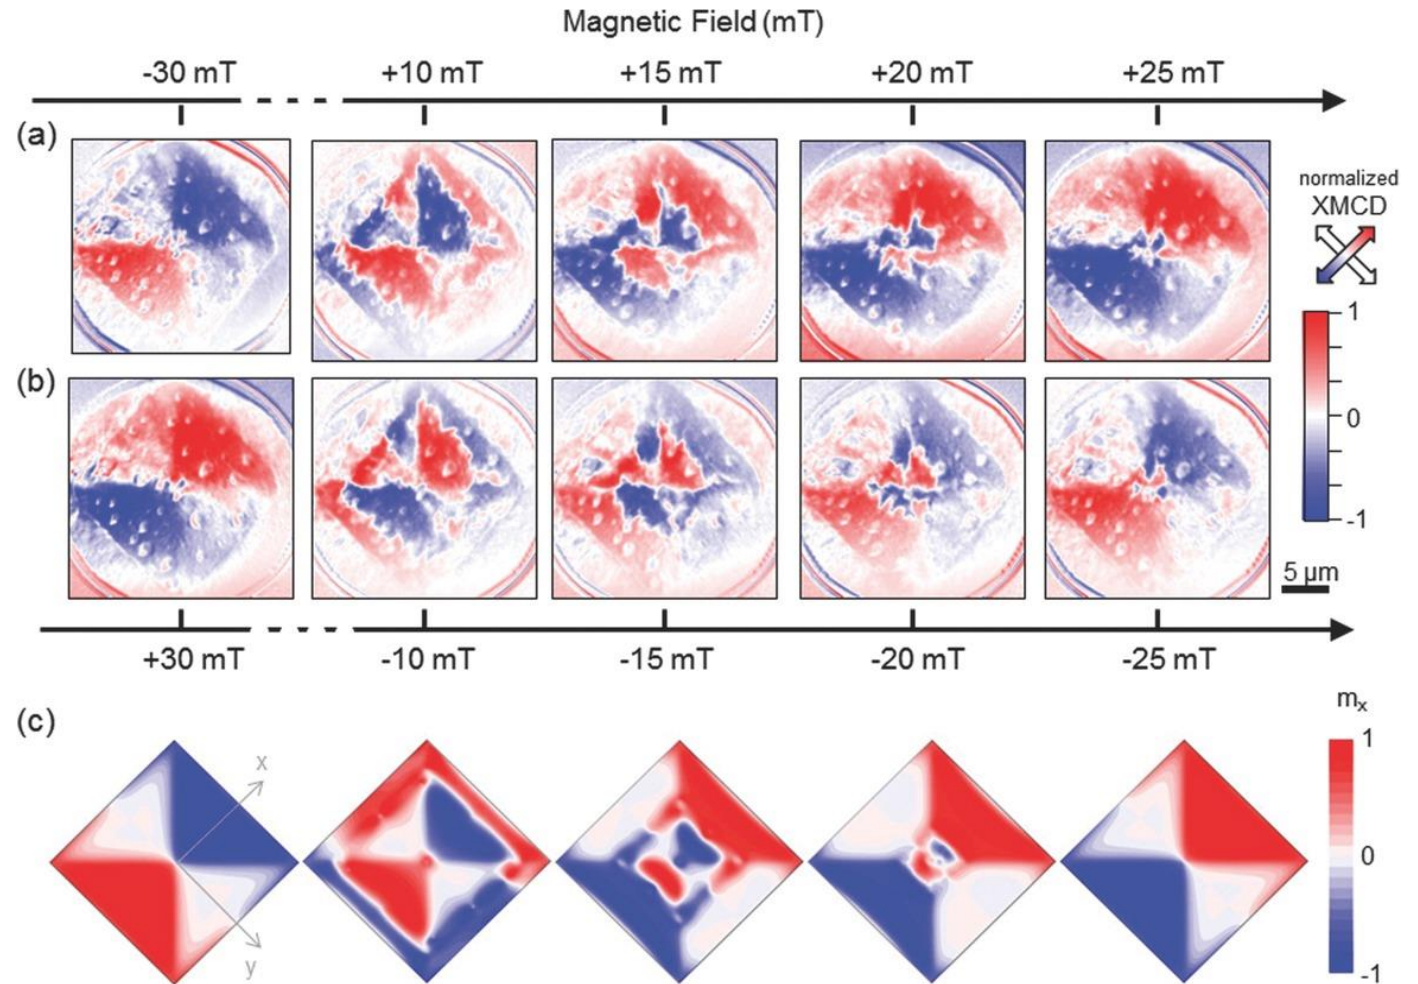 Magnetic Field (mT)
-30 mT +10 mT +15 mT +20 mT +25 mT
(a)
normalized
XMCD
1
0
-1
(b)
5 µm
+30 mT -10 mT -15 mT -20 mT -25 mT
(c)
x
y
mₓ
1
0
-1